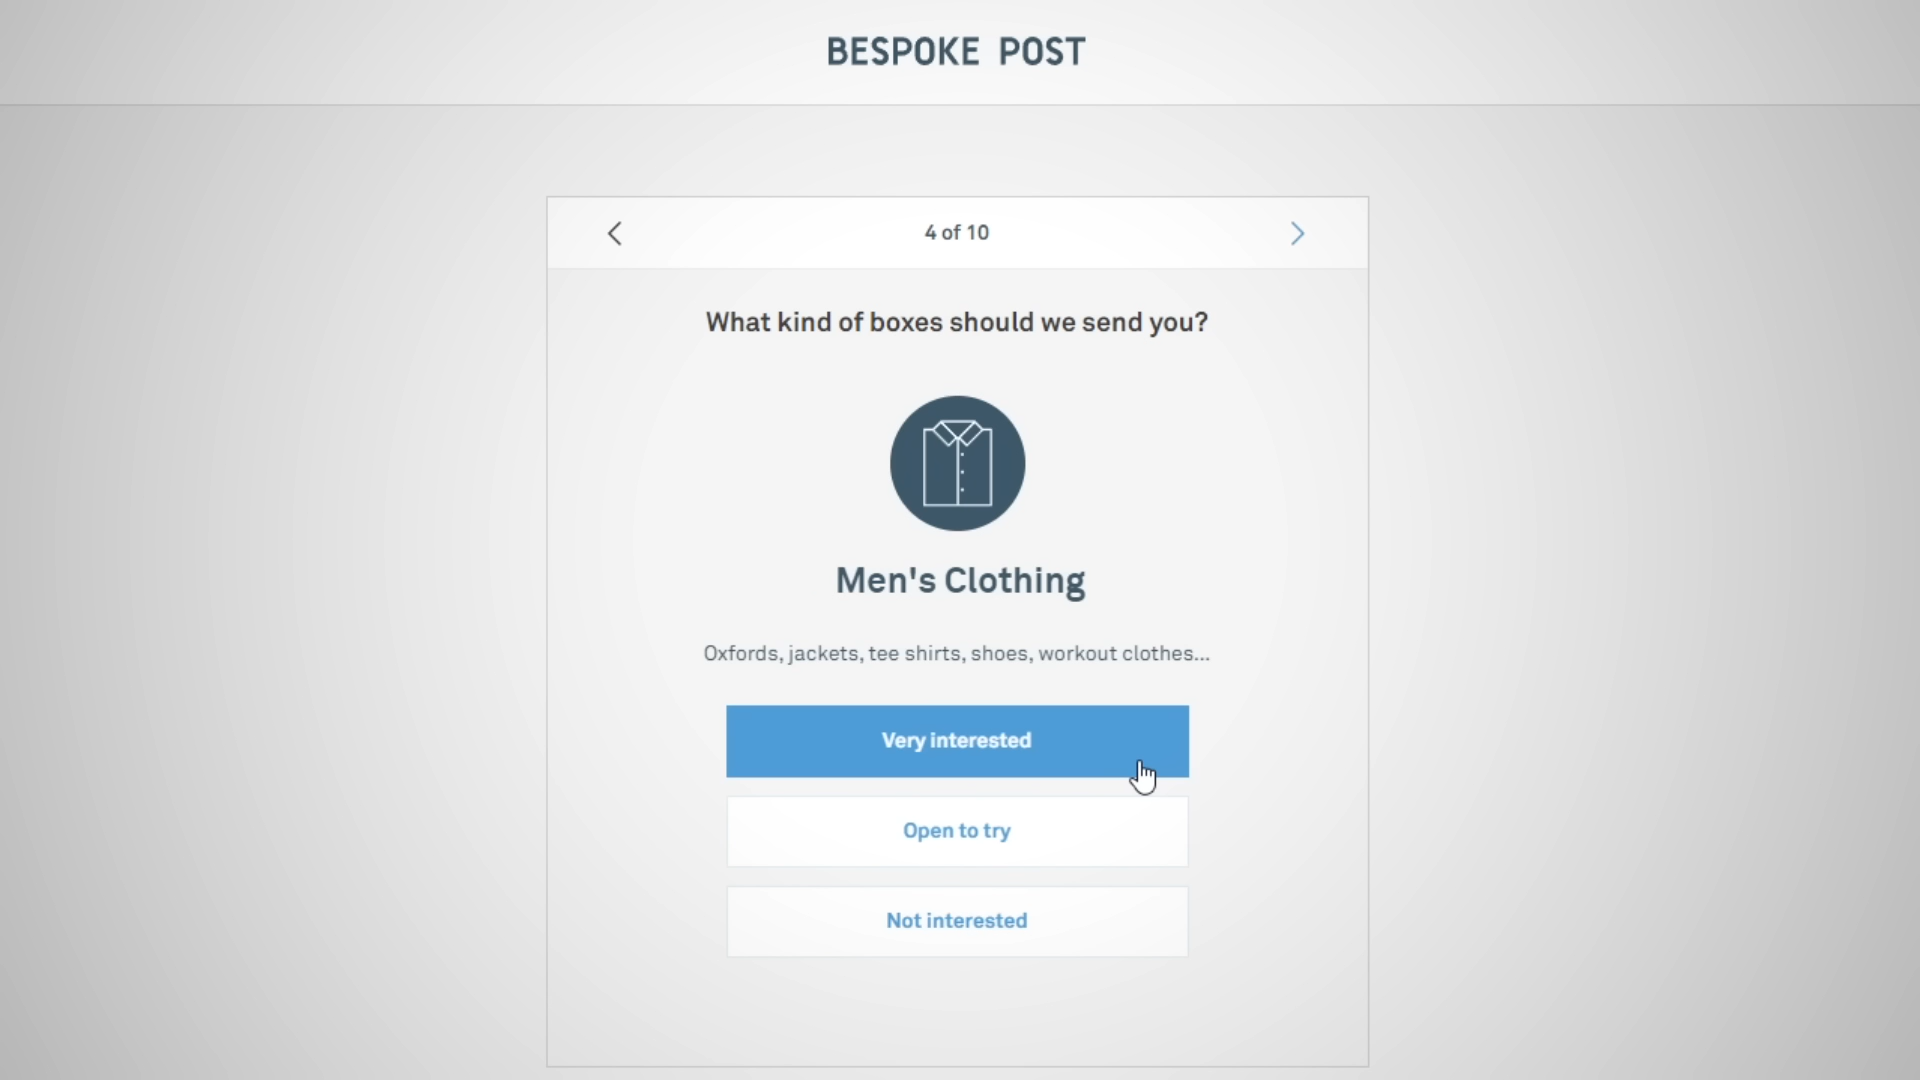 BESPOKE POST
4 of 10
What kind of boxes should we send you?
Men's Clothing
Oxfords, jackets, tee shirts, shoes, workout clothes...
Very interested
Open to try
Not interested